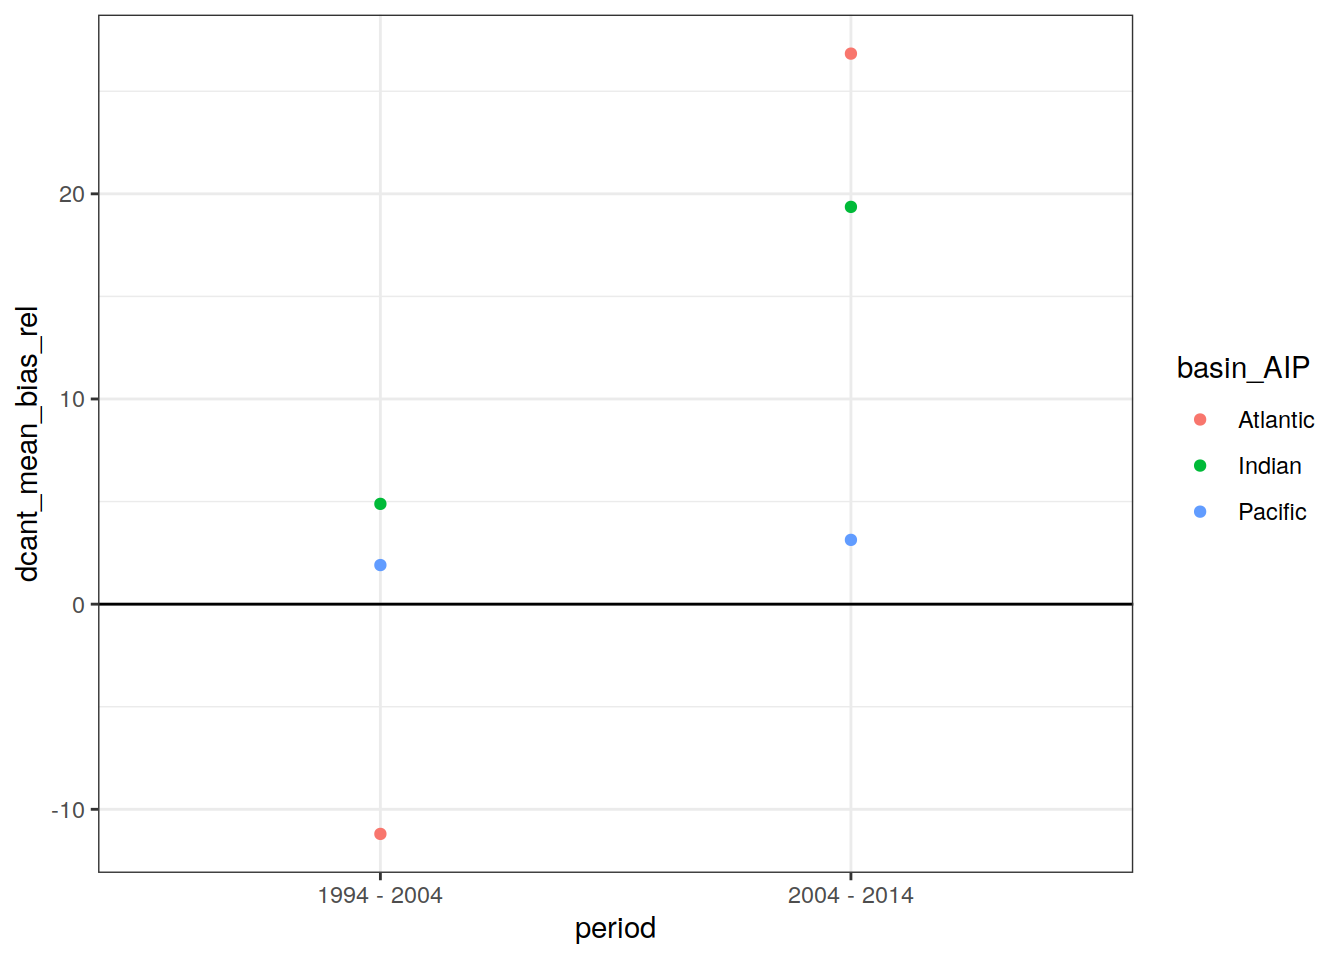 dcant_mean_bias_rel
20
10
0
-10
1994 - 2004
2004 - 2014
period
basin_AIP
Atlantic
Indian
Pacific